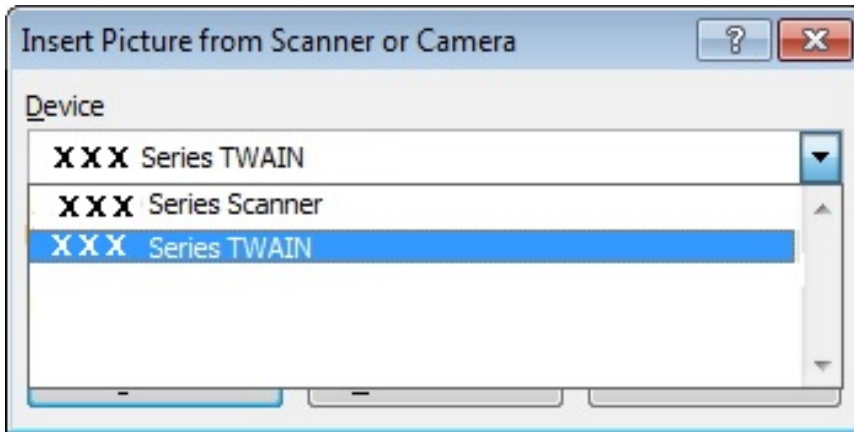 Insert Picture from Scanner or Camera
Device
XXX Series TWAIN
XXX Series Scanner
XXX Series TWAIN